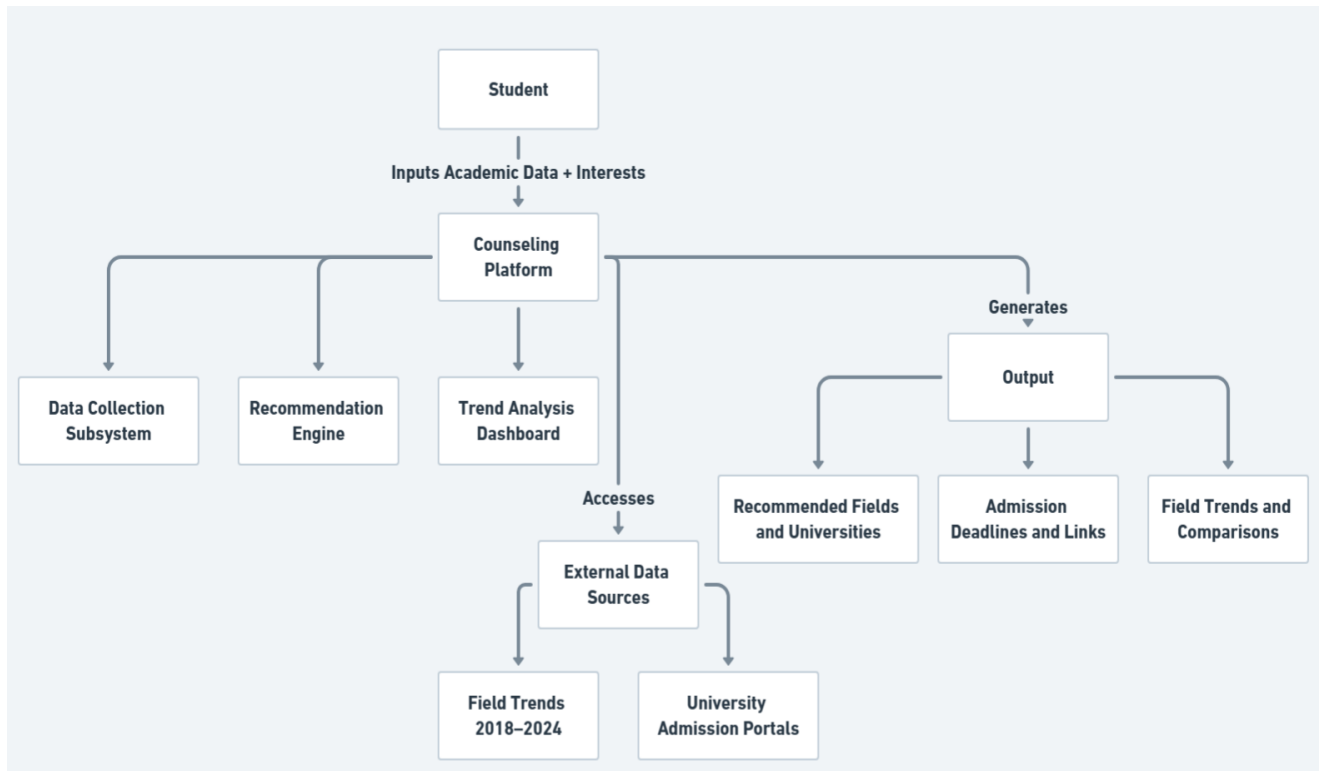 Student
Inputs Academic Data + Interests
Counseling
Platform
Generates
Output
Data Collection
Subsystem
Recommendation
Engine
Trend Analysis
Dashboard
Accesses
Recommended Fields
and Universities
Admission
Deadlines and Links
Field Trends and
Comparisons
External Data
Sources
Field Trends
2018–2024
University
Admission Portals